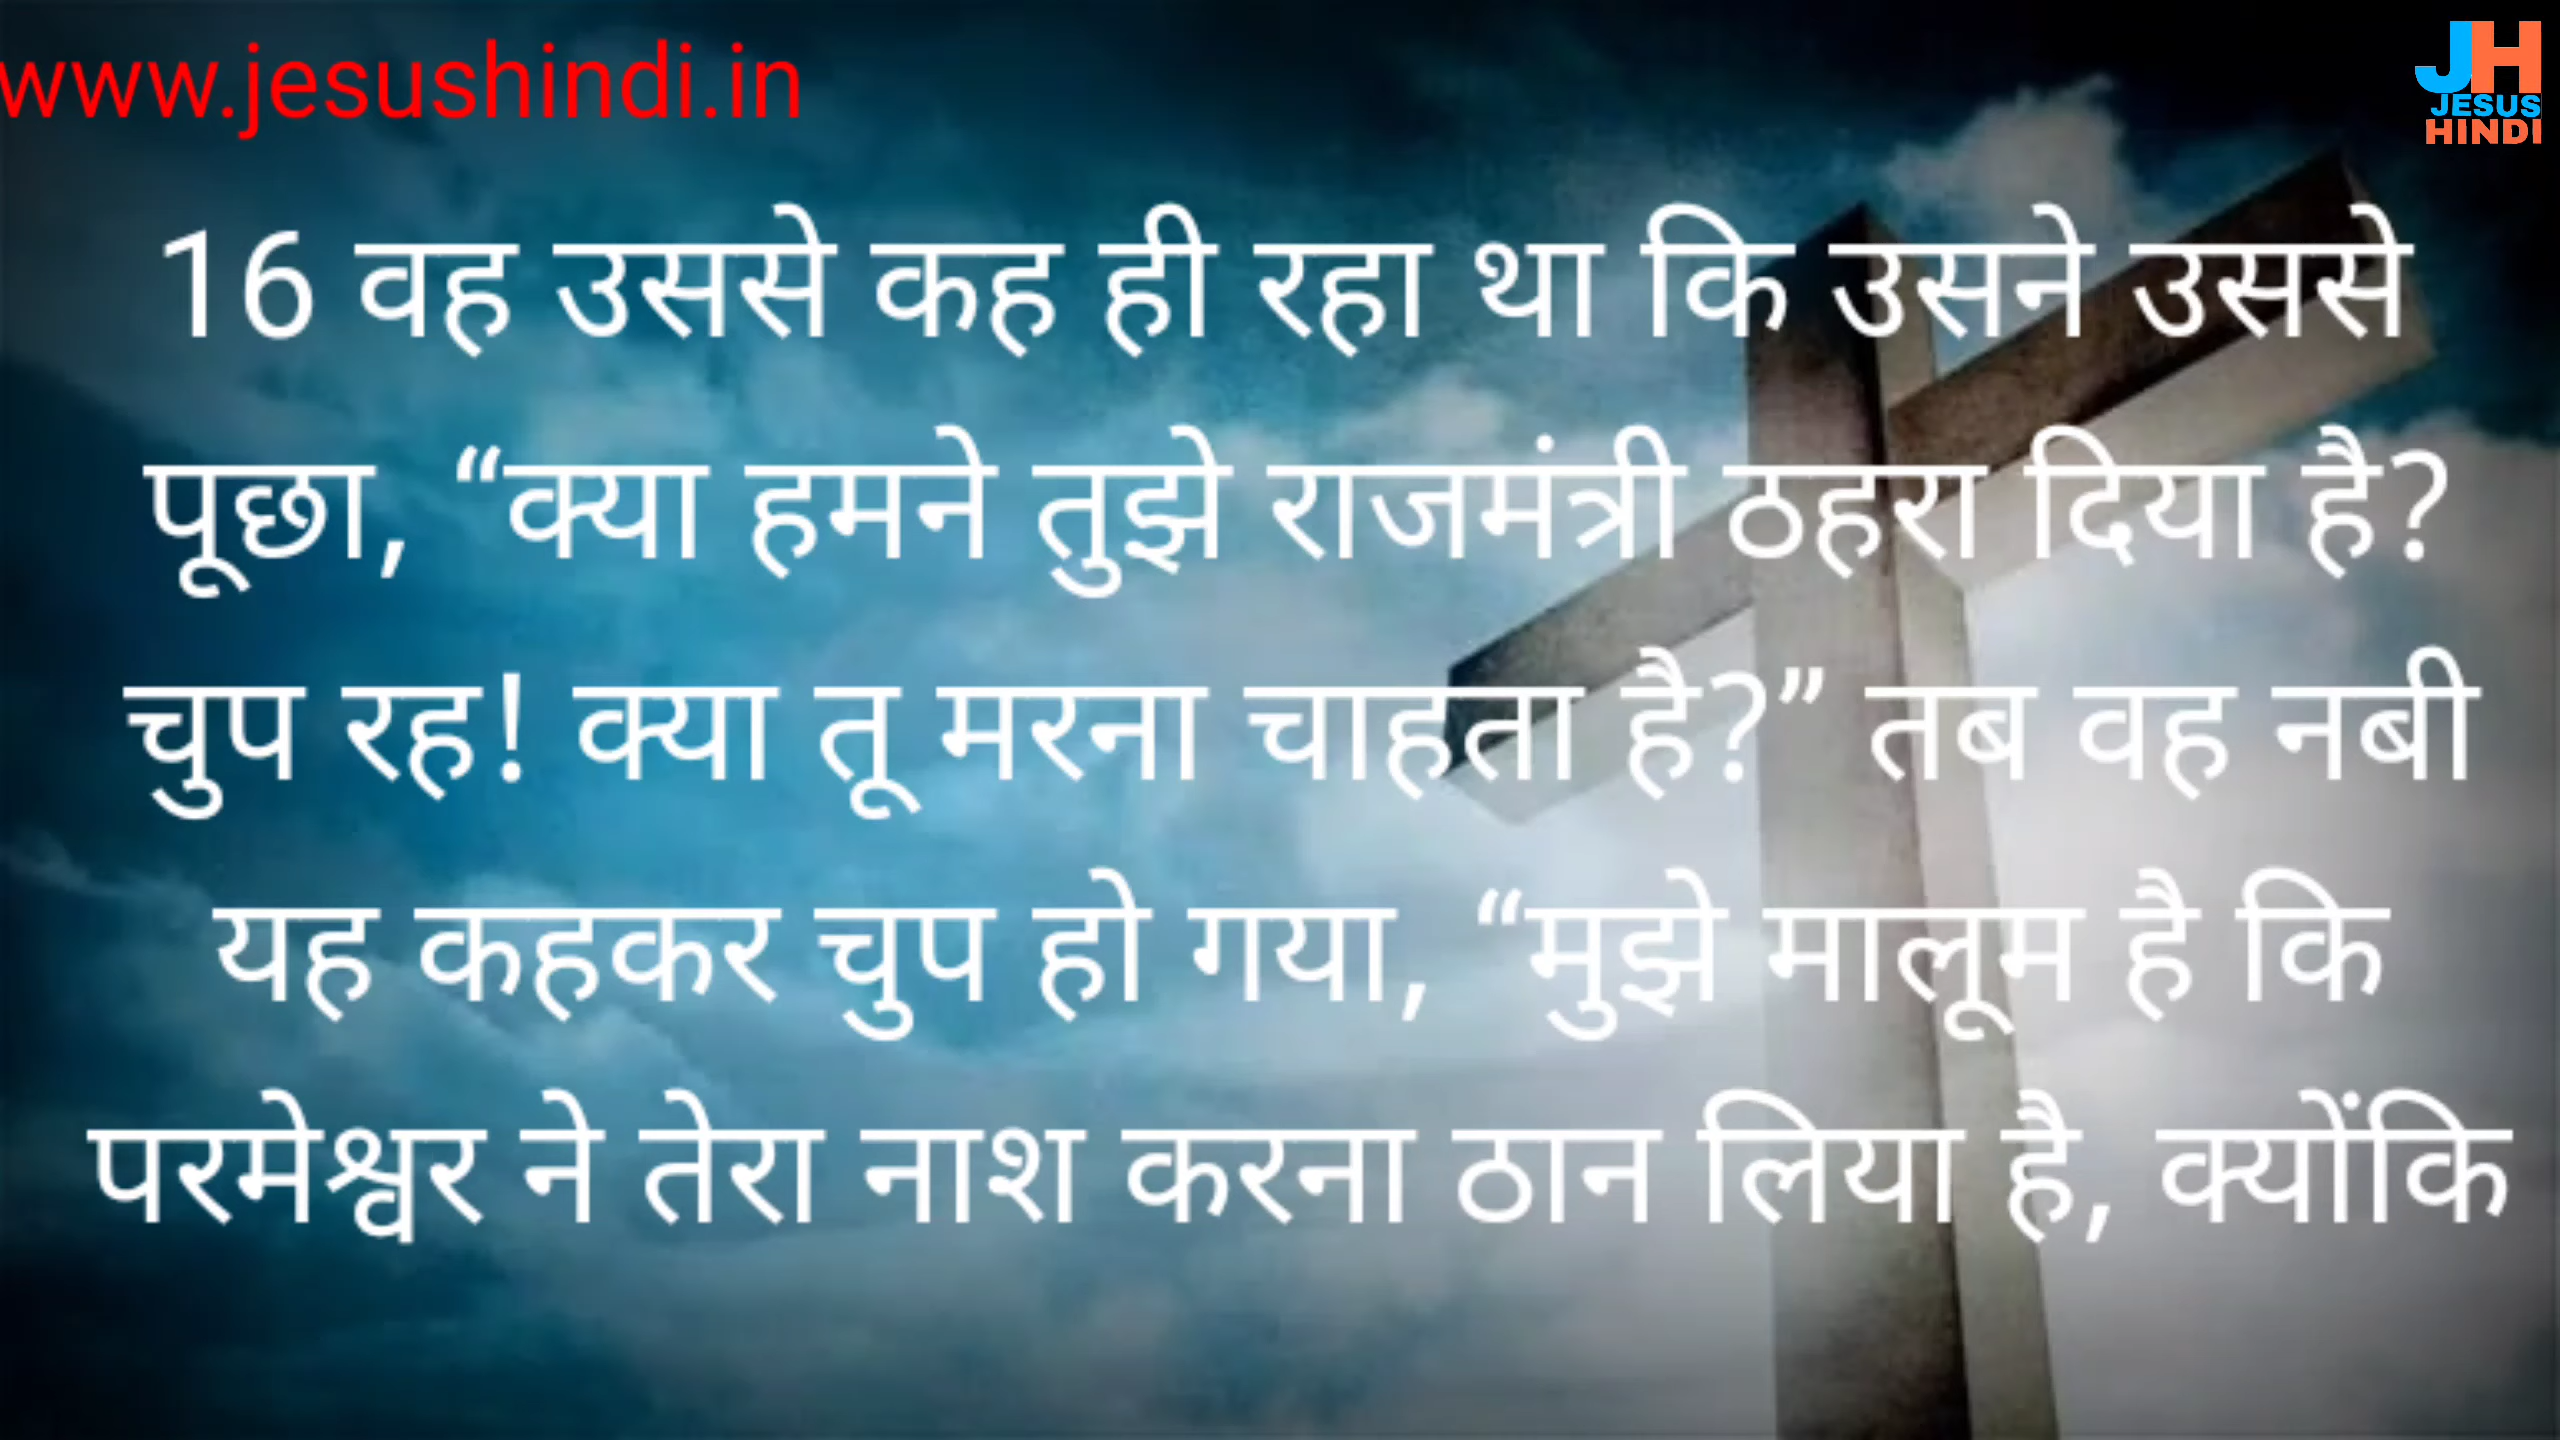 www.jesushindi.in
JH
JESUS
HINDI
16 वह उससे कह ही रहा था कि उसने उससे
पूछा, “क्या हमने तुझे राजमंत्री ठहरा दिया है?
चुप रह! क्या तू मरना चाहता है?” तब वह नबी
यह कहकर चुप हो गया, “मुझे मालूम है कि
परमेश्वर ने तेरा नाश करना ठान लिया है, क्योंकि